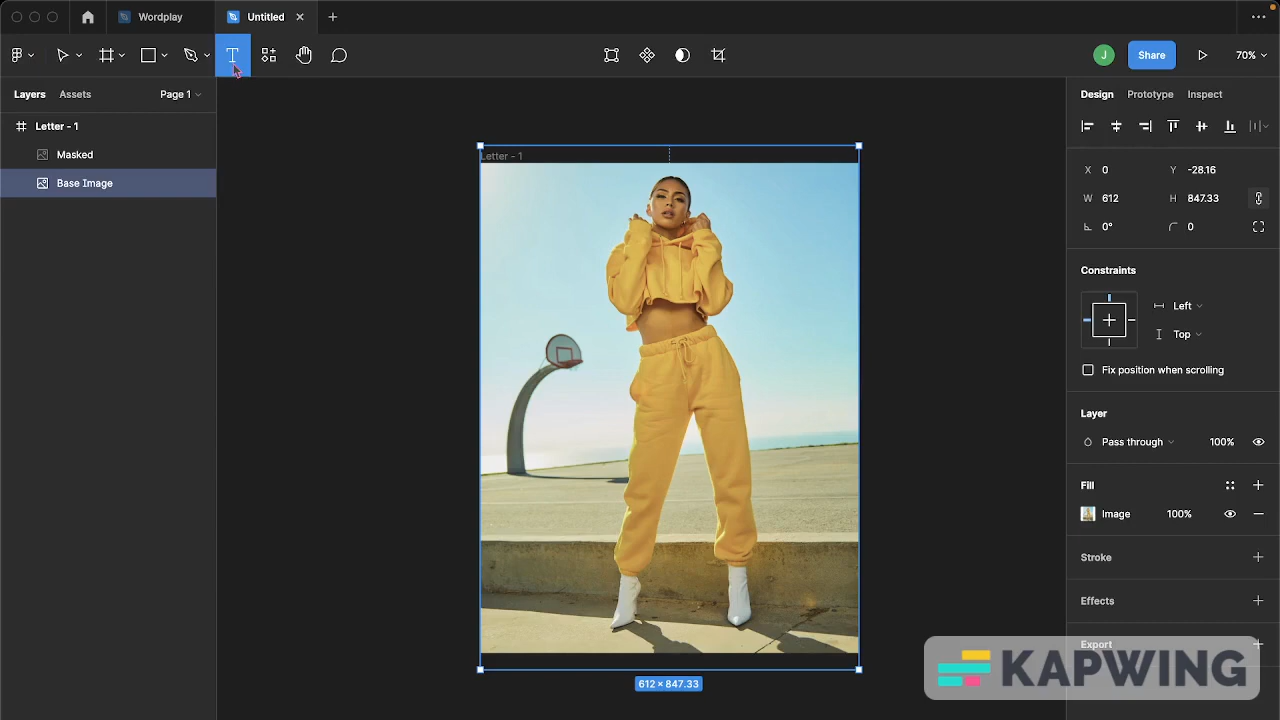 Wordplay
Untitled
Share
70%
J
Layers
Assets
Page 1
Design
Prototype
Inspect
Letter - 1
Masked
Base Image
Letter - 1
X 0
Y -28.16
W 612
H 847.33
0°
0
Constraints
Left
Top
Fix position when scrolling
Layer
Pass through
100%
Fill
Image
100%
Stroke
Effects
Export
612 × 847.33
KAPWING